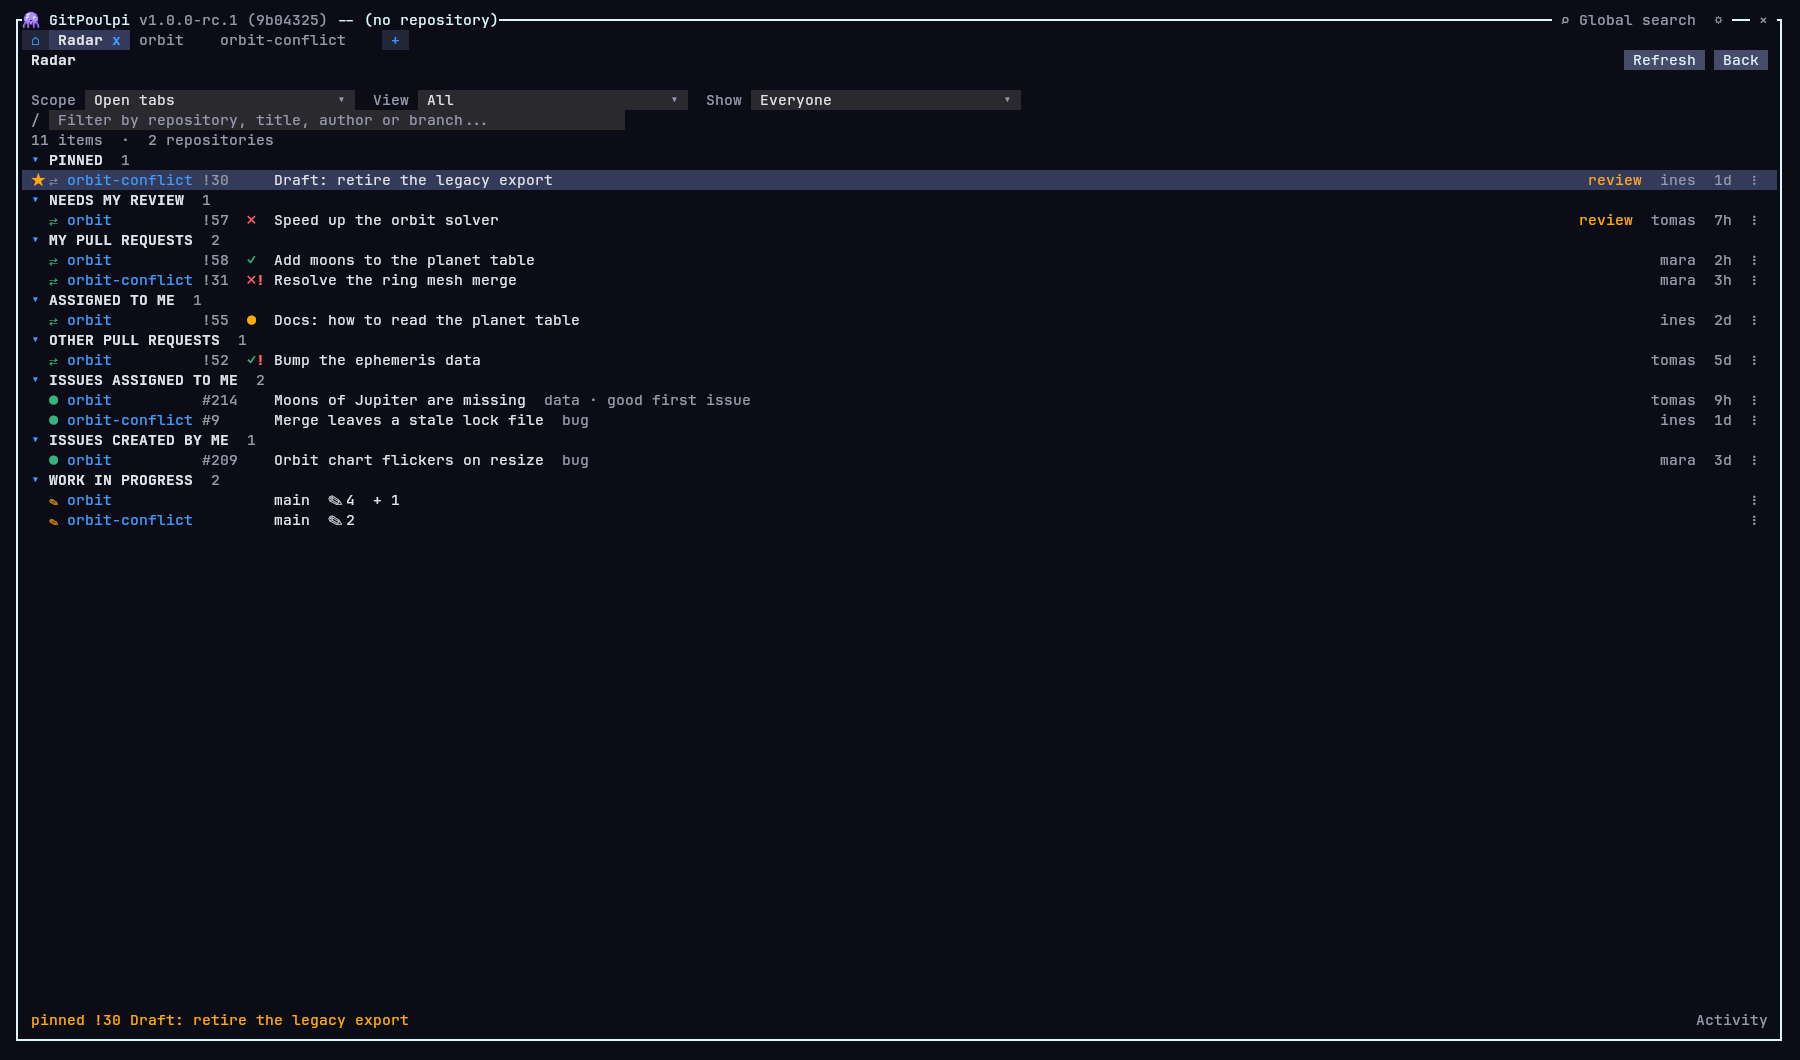 GitPoulpi v1.0.0-rc.1 (9b04325) -- (no repository) ⌕ Global search ☼ ×
⌂ Radar x orbit orbit-conflict +
Radar Refresh Back
Scope Open tabs ▾ View All ▾ Show Everyone ▾
/ Filter by repository, title, author or branch...
11 items · 2 repositories
▾ PINNED 1
★ ⇄ orbit-conflict !30 Draft: retire the legacy export review ines 1d ⋮
▾ NEEDS MY REVIEW 1
⇄ orbit !57 ✕ Speed up the orbit solver review tomas 7h ⋮
▾ MY PULL REQUESTS 2
⇄ orbit !58 ✓ Add moons to the planet table mara 2h ⋮
⇄ orbit-conflict !31 ✕! Resolve the ring mesh merge mara 3h ⋮
▾ ASSIGNED TO ME 1
⇄ orbit !55 ● Docs: how to read the planet table ines 2d ⋮
▾ OTHER PULL REQUESTS 1
⇄ orbit !52 ✓! Bump the ephemeris data tomas 5d ⋮
▾ ISSUES ASSIGNED TO ME 2
● orbit #214 Moons of Jupiter are missing data · good first issue tomas 9h ⋮
● orbit-conflict #9 Merge leaves a stale lock file bug ines 1d ⋮
▾ ISSUES CREATED BY ME 1
● orbit #209 Orbit chart flickers on resize bug mara 3d ⋮
▾ WORK IN PROGRESS 2
✎ orbit main ✎ 4 + 1 ⋮
✎ orbit-conflict main ✎ 2 ⋮
pinned !30 Draft: retire the legacy export Activity